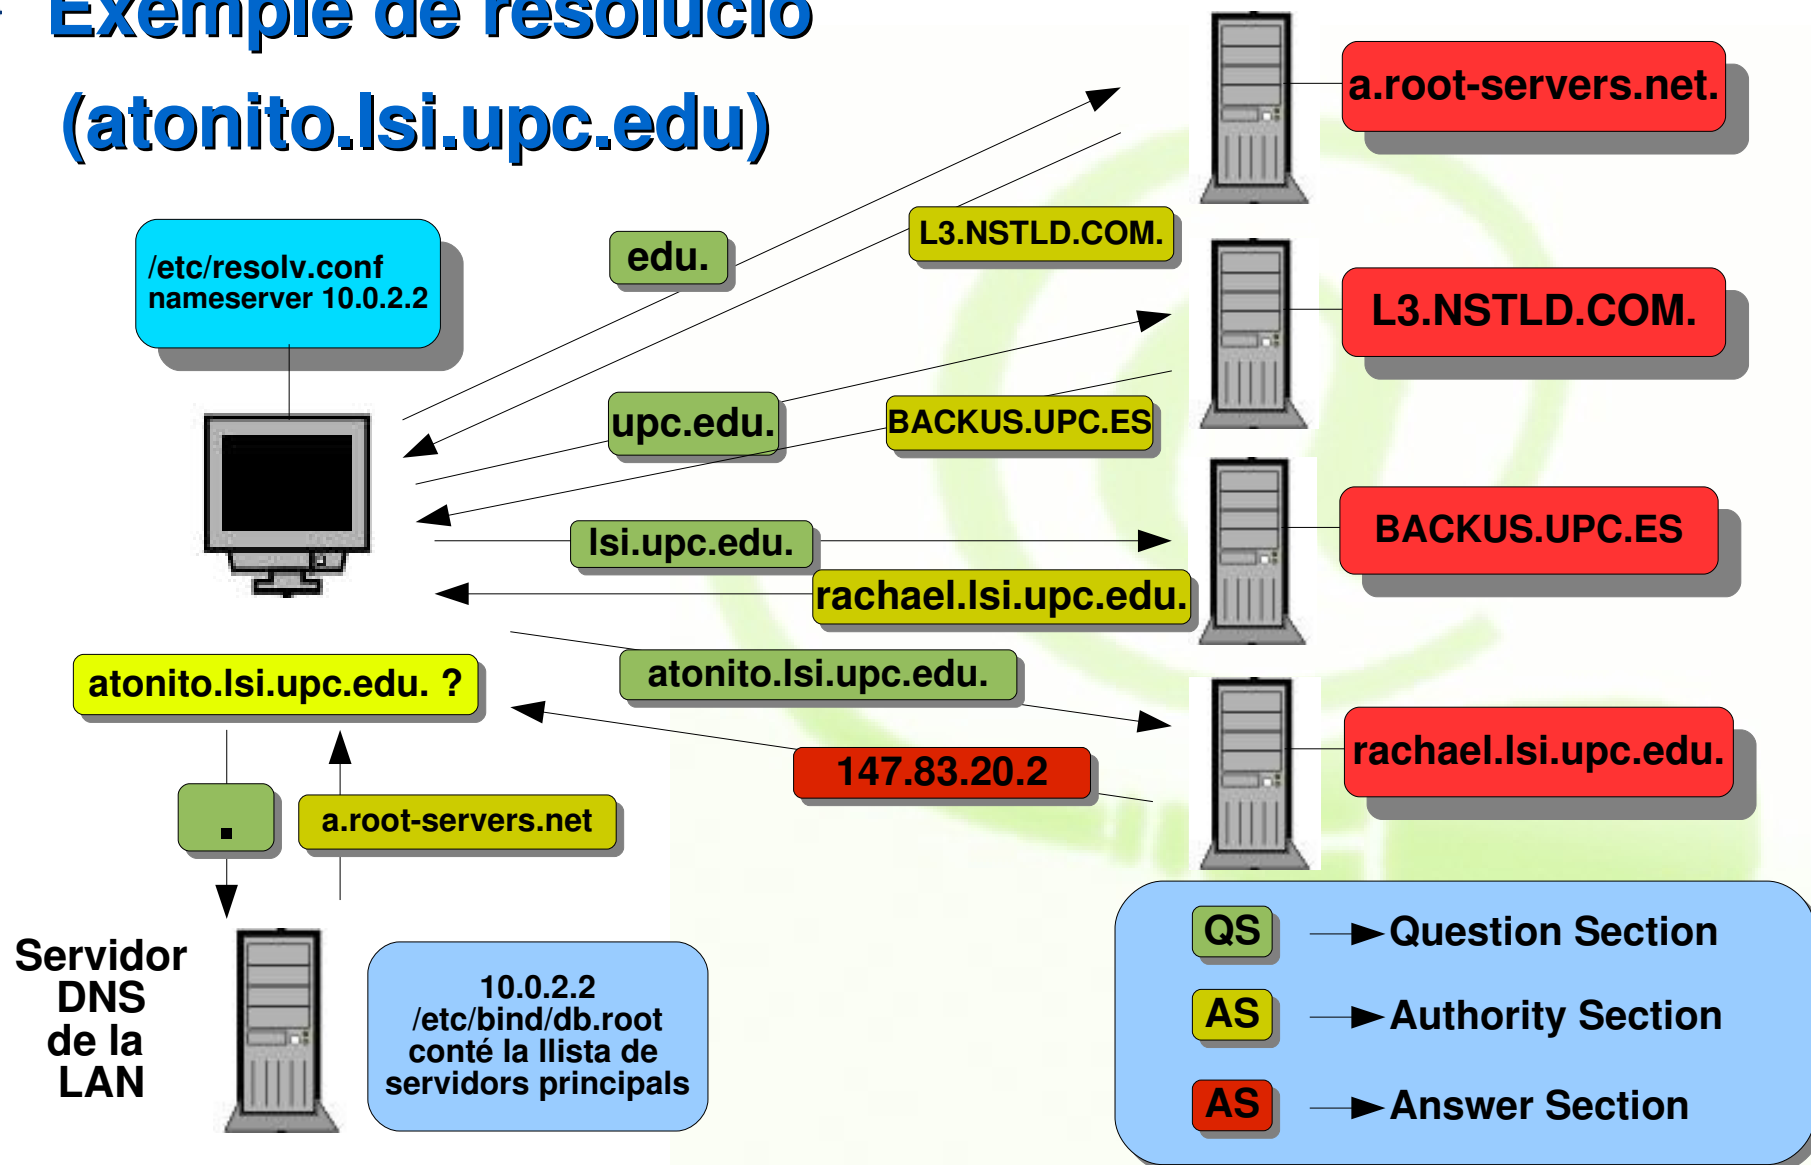 Exemple de resolució
(atonito.lsi.upc.edu)
a.root-servers.net.
/etc/resolv.conf
nameserver 10.0.2.2
edu.
L3.NSTLD.COM.
L3.NSTLD.COM.
upc.edu.
BACKUS.UPC.ES
BACKUS.UPC.ES
lsi.upc.edu.
rachael.lsi.upc.edu.
atonito.lsi.upc.edu. ?
atonito.lsi.upc.edu.
147.83.20.2
rachael.lsi.upc.edu.
.
a.root-servers.net
Servidor
DNS
de la
LAN
10.0.2.2
/etc/bind/db.root
conté la llista de
servidors principals
QS Question Section
AS Authority Section
AS Answer Section